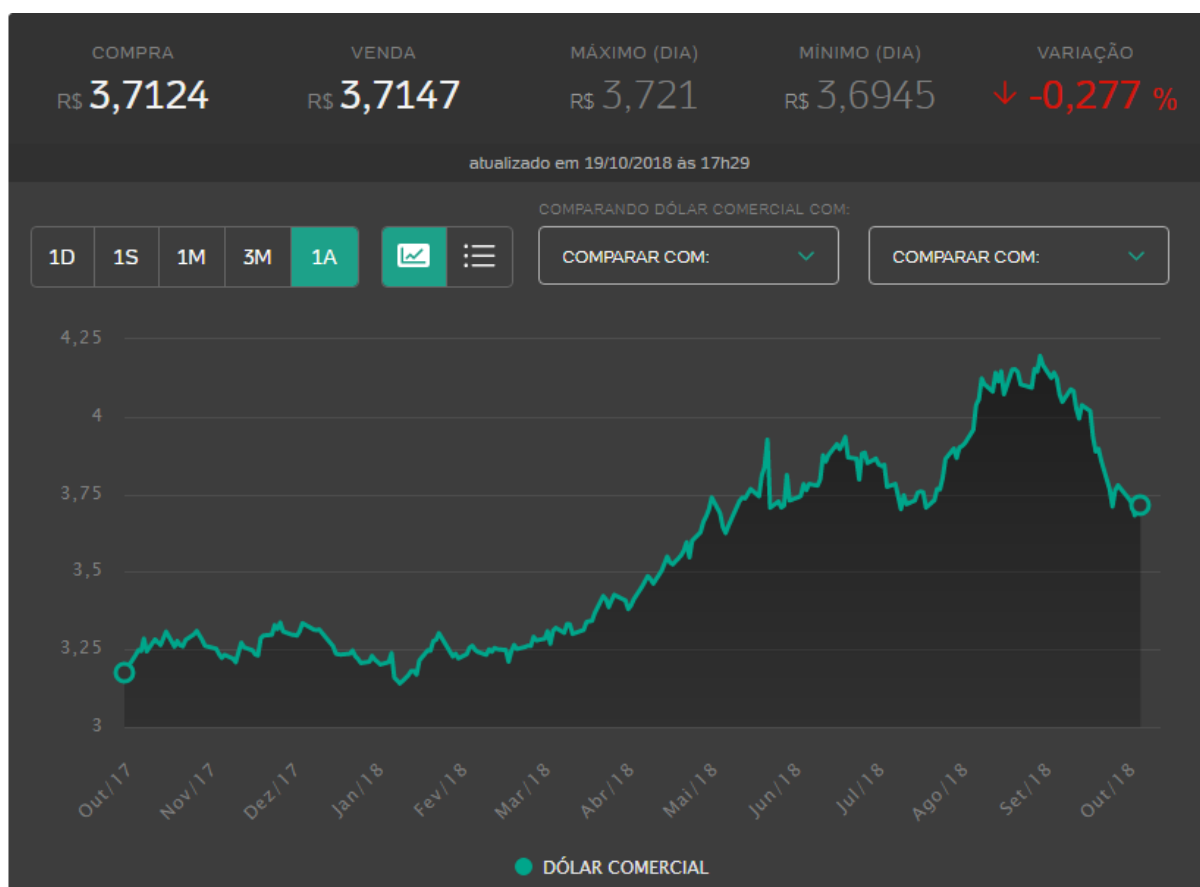 COMPRA VENDA MÁXIMO (DIA) MÍNIMO (DIA) VARIAÇÃO
R$ 3,7124 R$ 3,7147 R$ 3,721 R$ 3,6945 -0,277 %
atualizado em 19/10/2018 às 17h29
COMPARANDO DÓLAR COMERCIAL COM:
1D 1S 1M 3M 1A COMPARAR COM: COMPARAR COM:
4,25
4
3,75
3,5
3,25
3
Out/17 Nov/17 Dez/17 Jan/18 Fev/18 Mar/18 Abr/18 Mai/18 Jun/18 Jul/18 Ago/18 Set/18 Out/18
DÓLAR COMERCIAL